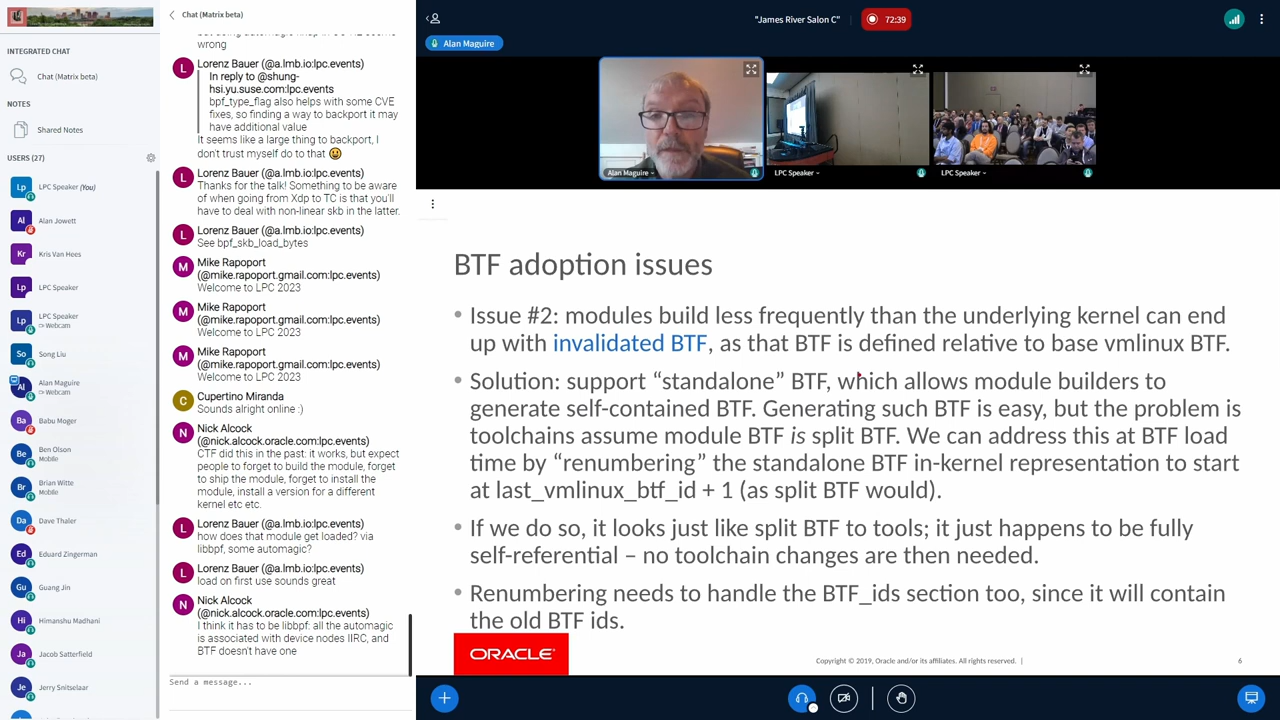 INTEGRATED CHAT
Chat (Matrix beta)
NOTES
Shared Notes
USERS (27)
Lp
LPC Speaker (You)
Al
Alan Jowett
Kr
Kris Van Hees
Lp
LPC Speaker
Lp
LPC Speaker
Webcam
So
Song Liu
Al
Alan Maguire
Webcam
Ba
Babu Moger
Be
Ben Olson
Mobile
Br
Brian Witte
Mobile
Da
Dave Thaler
Ed
Eduard Zingerman
Gu
Guang Jin
Hi
Himanshu Madhani
Ja
Jacob Satterfield
Je
Jerry Snitselaar
Chat (Matrix beta)
wrong
L
Lorenz Bauer (@a.lmb.io:lpc.events)
In reply to @shung-
hsi.yu.suse.com:lpc.events
bpf_type_flag also helps with some CVE
fixes, so finding a way to backport it may
have additional value
It seems like a large thing to backport, I
don't trust myself do to that 😀
L
Lorenz Bauer (@a.lmb.io:lpc.events)
Thanks for the talk! Something to be aware
of when going from Xdp to TC is that you'll
have to deal with non-linear skb in the latter.
L
Lorenz Bauer (@a.lmb.io:lpc.events)
See bpf_skb_load_bytes
M
Mike Rapoport
(@mike.rapoport.gmail.com:lpc.events)
Welcome to LPC 2023
M
Mike Rapoport
(@mike.rapoport.gmail.com:lpc.events)
Welcome to LPC 2023
M
Mike Rapoport
(@mike.rapoport.gmail.com:lpc.events)
Welcome to LPC 2023
C
Cupertino Miranda
Sounds alright online :)
N
Nick Alcock
(@nick.alcock.oracle.com:lpc.events)
CTF did this in the past: it works, but expect
people to forget to build the module, forget
to ship the module, forget to install the
module, install a version for a different
kernel etc etc.
L
Lorenz Bauer (@a.lmb.io:lpc.events)
how does that module get loaded? via
libbpf, some automagic?
L
Lorenz Bauer (@a.lmb.io:lpc.events)
load on first use sounds great
N
Nick Alcock
(@nick.alcock.oracle.com:lpc.events)
I think it has to be libbpf: all the automagic
is associated with device nodes IIRC, and
BTF doesn't have one
Send a message...
"James River Salon C"
72:39
Alan Maguire
Alan Maguire
LPC Speaker
LPC Speaker
BTF adoption issues
• Issue #2: modules build less frequently than the underlying kernel can end
up with invalidated BTF, as that BTF is defined relative to base vmlinux BTF.
• Solution: support “standalone” BTF, which allows module builders to
generate self-contained BTF. Generating such BTF is easy, but the problem is
toolchains assume module BTF is split BTF. We can address this at BTF load
time by “renumbering” the standalone BTF in-kernel representation to start
at last_vmlinux_btf_id + 1 (as split BTF would).
• If we do so, it looks just like split BTF to tools; it just happens to be fully
self-referential – no toolchain changes are then needed.
• Renumbering needs to handle the BTF_ids section too, since it will contain
the old BTF ids.
ORACLE
Copyright © 2019, Oracle and/or its affiliates. All rights reserved. |
6